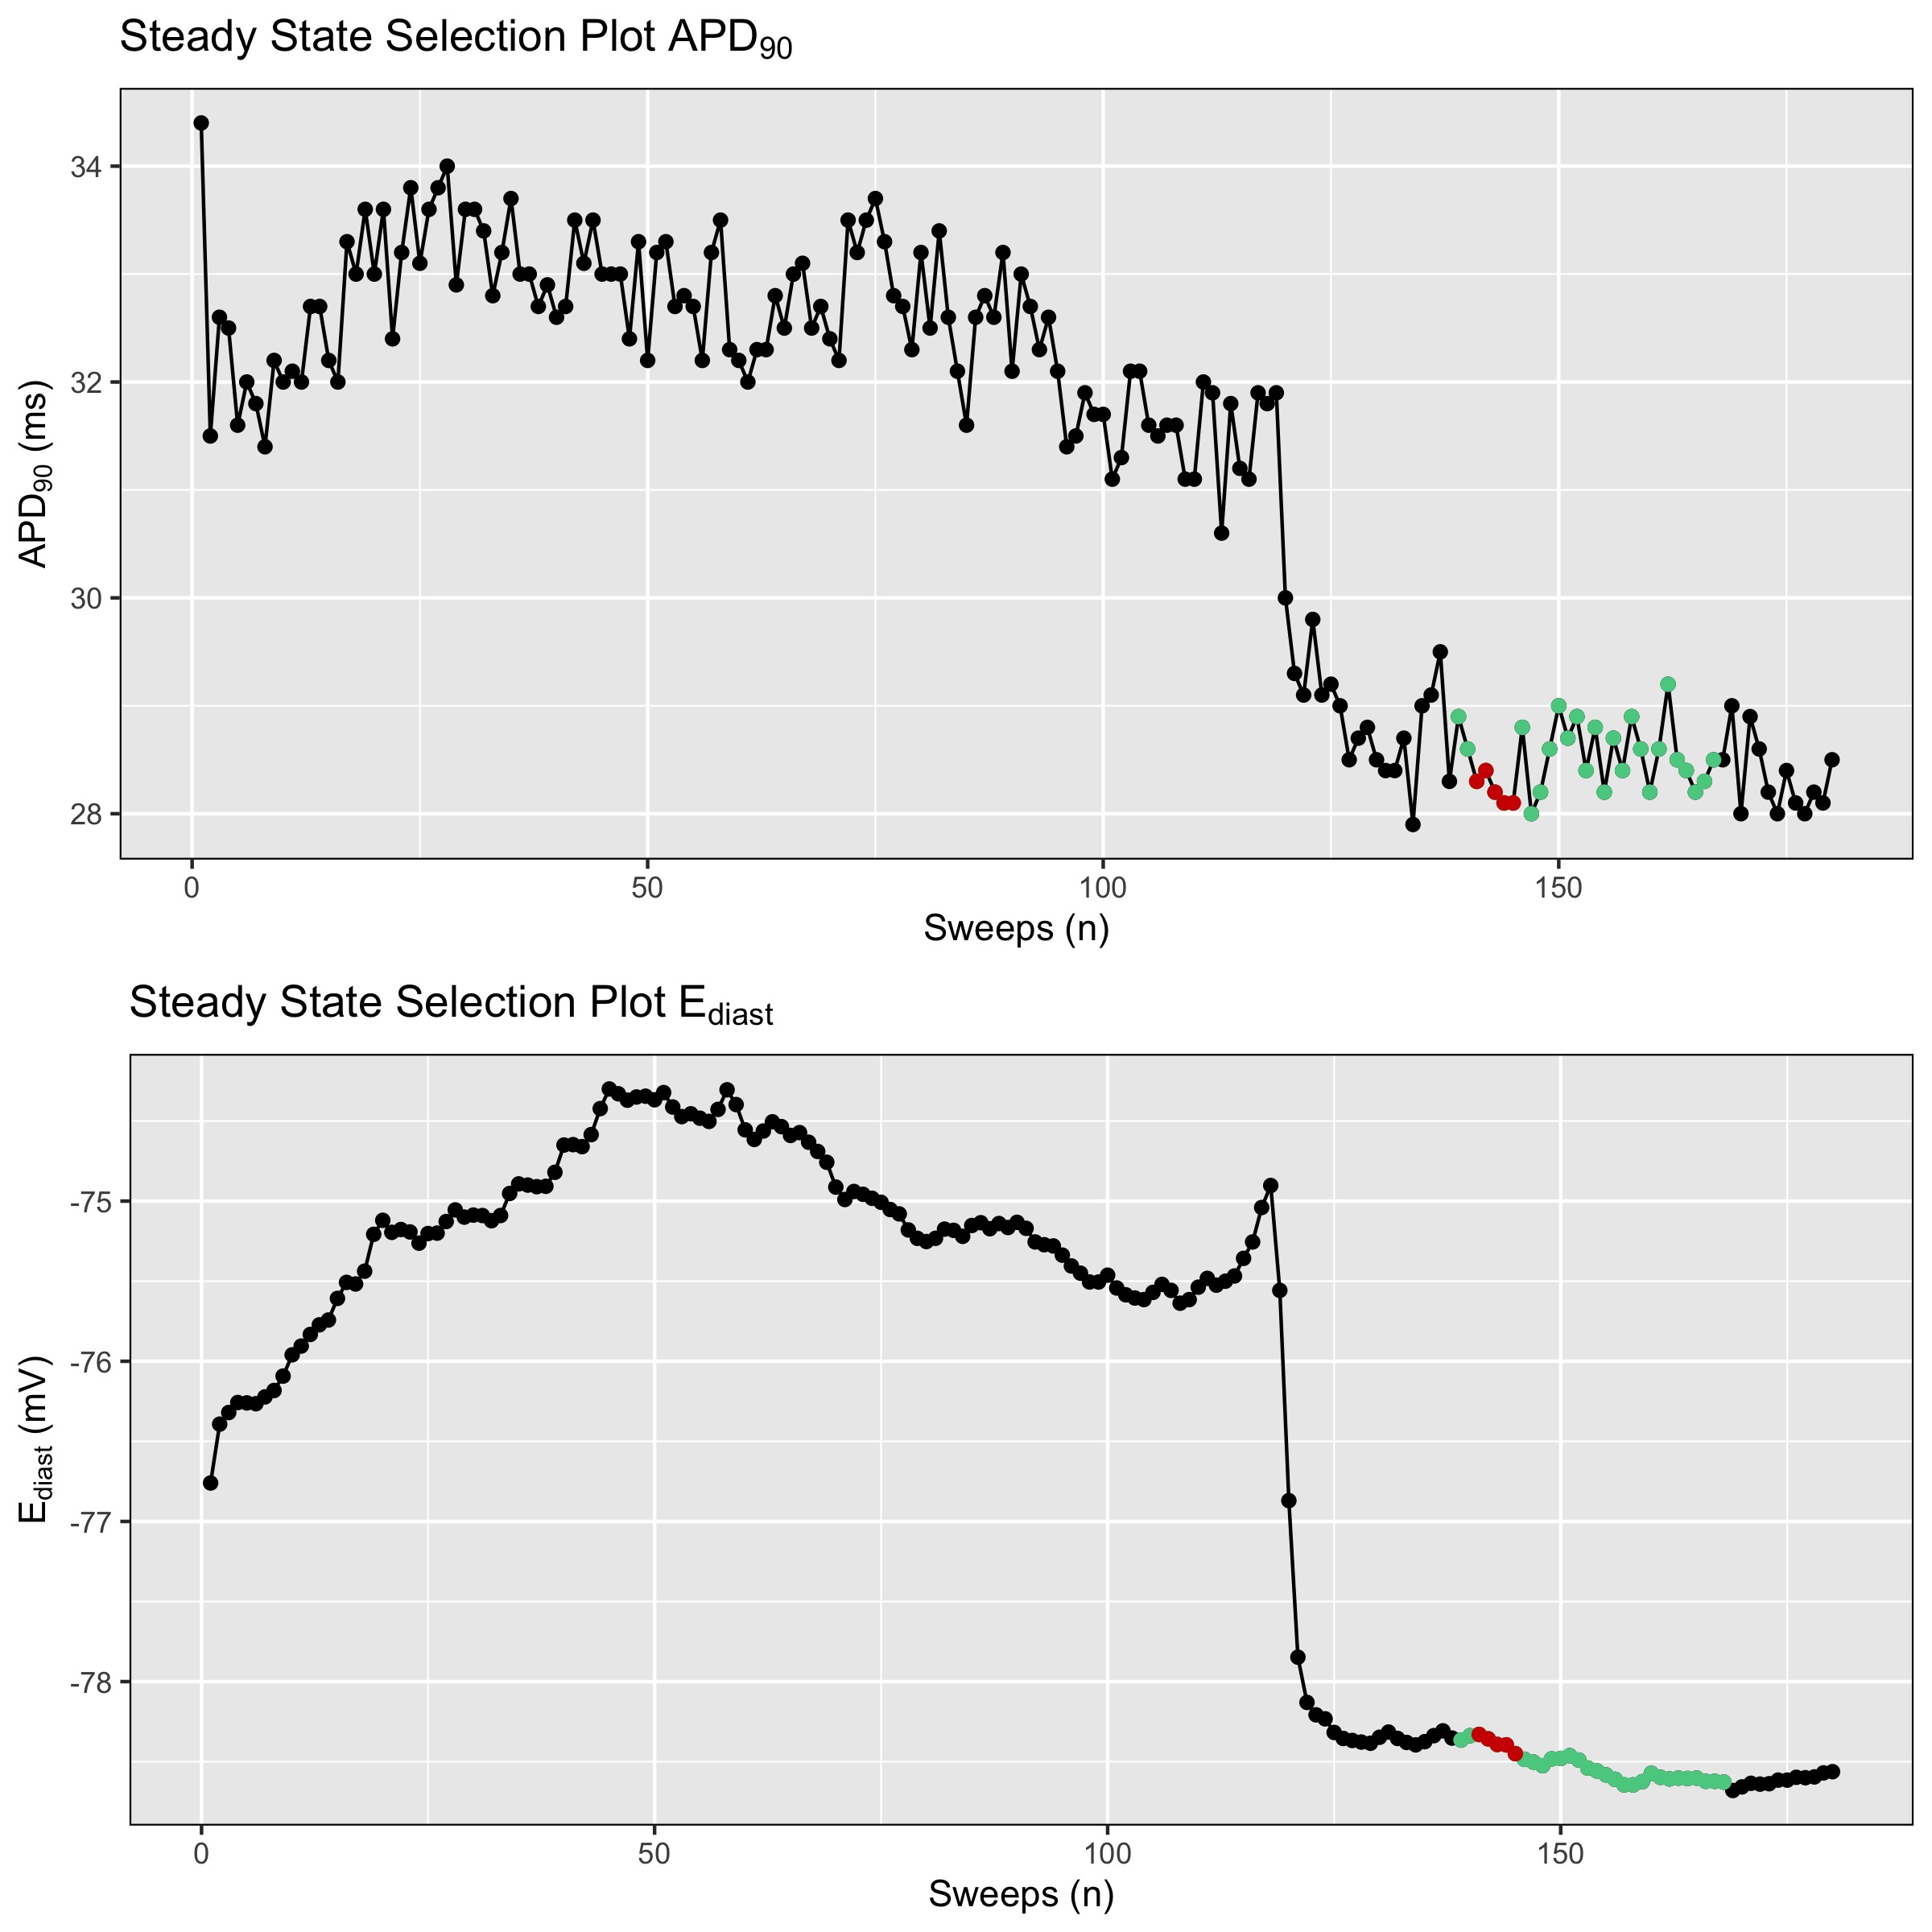 Steady State Selection Plot APD90
34
32
30
28
APD90 (ms)
0 50 100 150
Sweeps (n)
Steady State Selection Plot Ediast
-75
-76
-77
-78
Ediast (mV)
0 50 100 150
Sweeps (n)